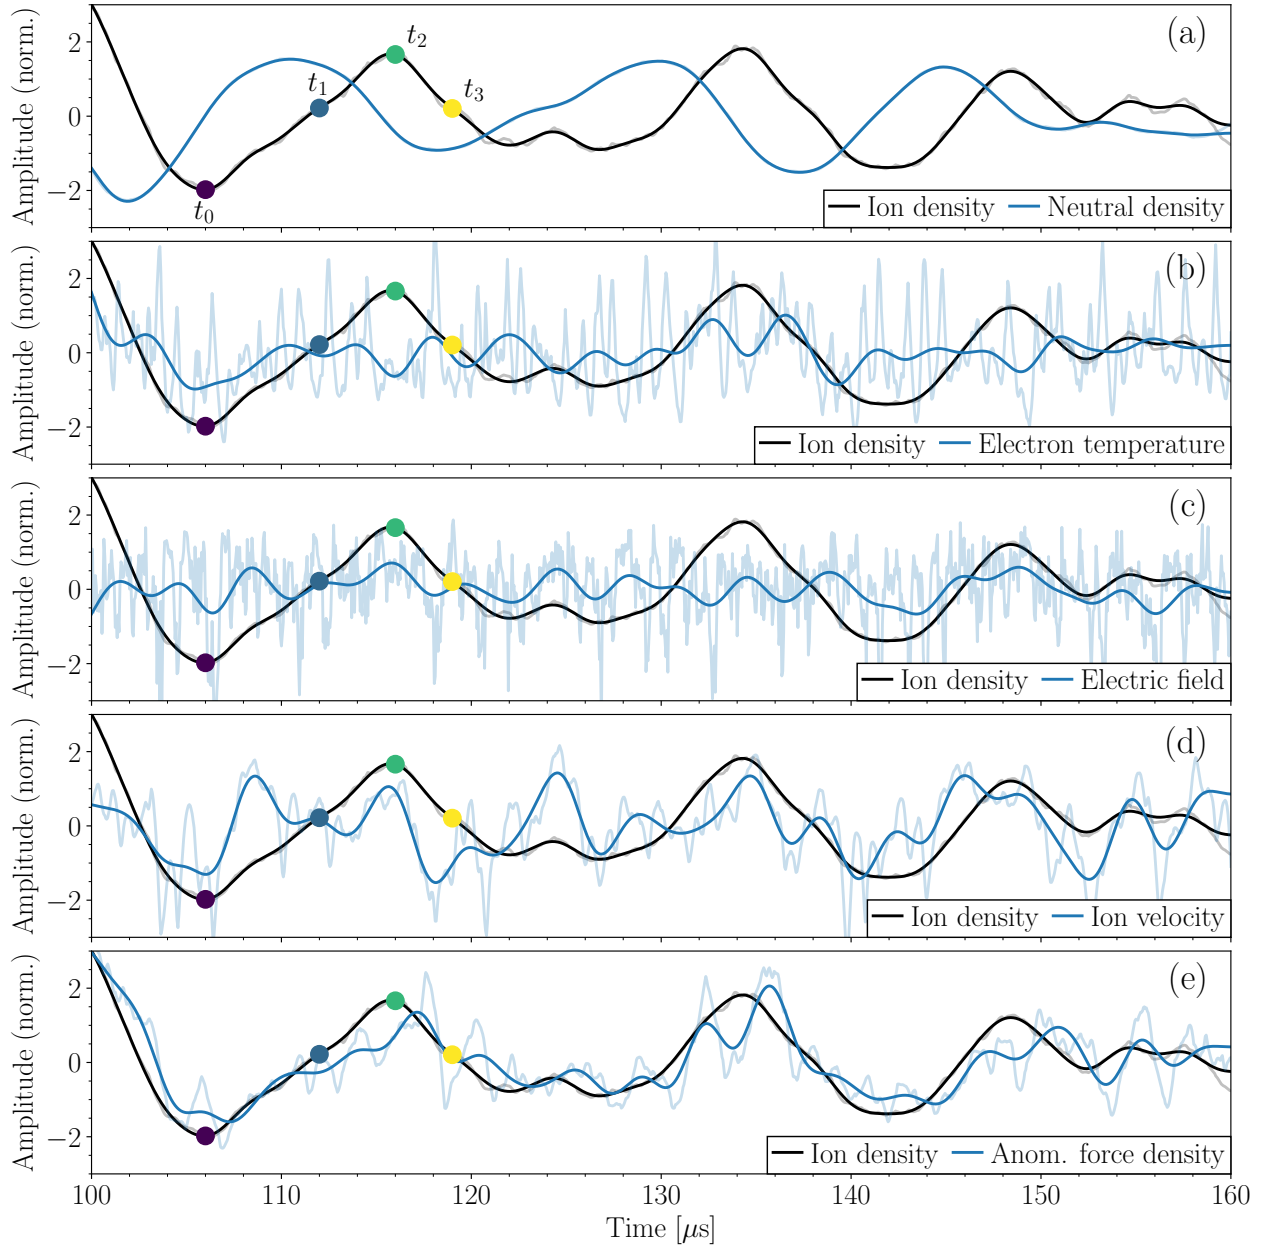 (a)
t₂
t₁
t₃
t₀
2
0
−2
Amplitude (norm.)
Ion density Neutral density
(b)
2
0
−2
Amplitude (norm.)
Ion density Electron temperature
(c)
2
0
−2
Amplitude (norm.)
Ion density Electric field
(d)
2
0
−2
Amplitude (norm.)
Ion density Ion velocity
(e)
2
0
−2
Amplitude (norm.)
Ion density Anom. force density
100 110 120 130 140 150 160
Time [μs]